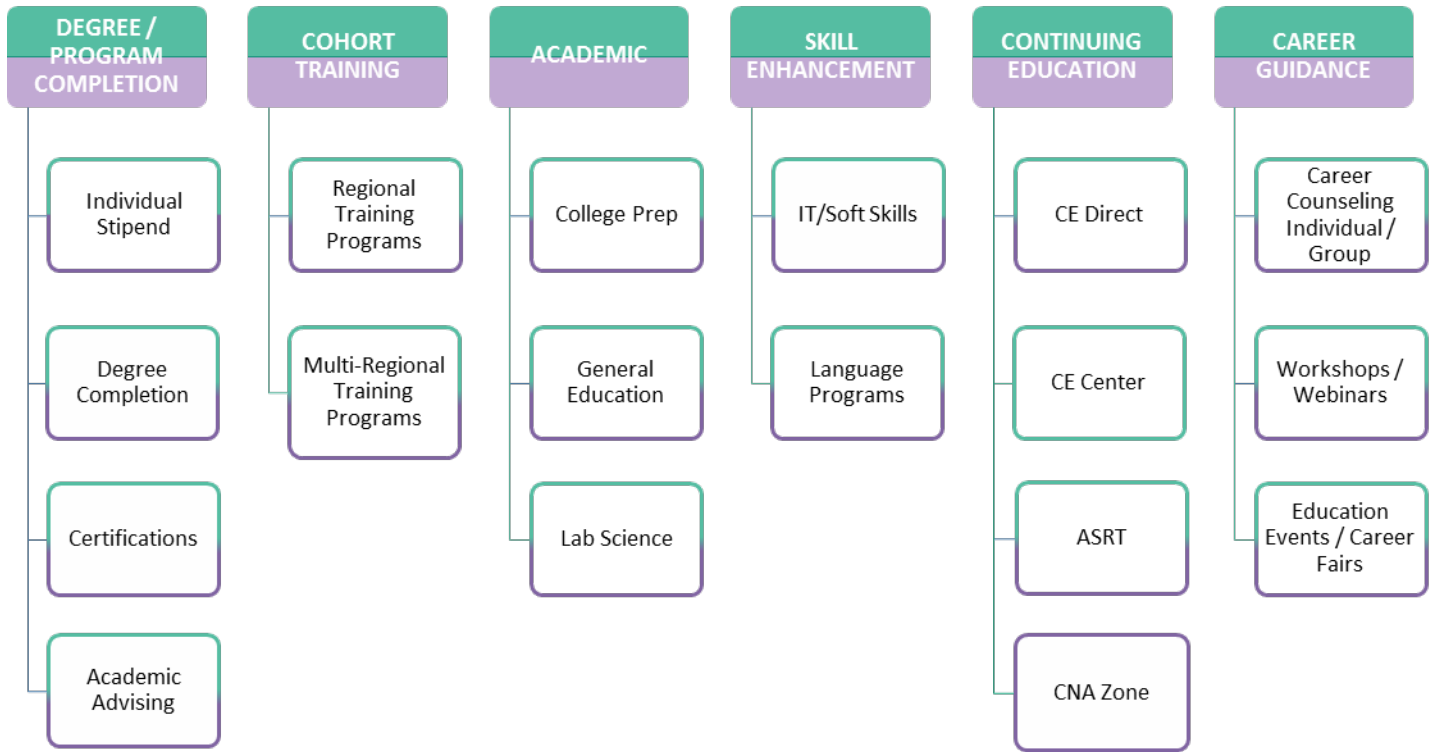 DEGREE /
PROGRAM
COMPLETION
Individual
Stipend
Degree
Completion
Certifications
Academic
Advising
COHORT
TRAINING
Regional
Training
Programs
Multi-Regional
Training
Programs
ACADEMIC
College Prep
General
Education
Lab Science
SKILL
ENHANCEMENT
IT/Soft Skills
Language
Programs
CONTINUING
EDUCATION
CE Direct
CE Center
ASRT
CNA Zone
CAREER
GUIDANCE
Career
Counseling
Individual /
Group
Workshops /
Webinars
Education
Events / Career
Fairs